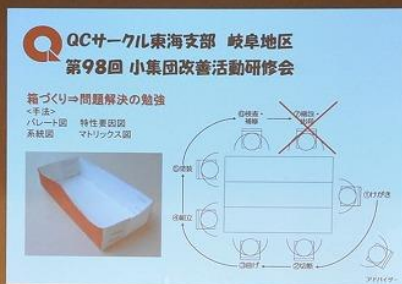 QCサークル東海支部 岐阜地区
第98回 小集団改善活動研修会
箱づくり⇒問題解決の勉強
<手法>
パレート図 特性要因図
系統図 マトリックス図
⑥検査・
補修
⑤塗装
①けがき
④組立
③曲げ
②切断
アドバイザー